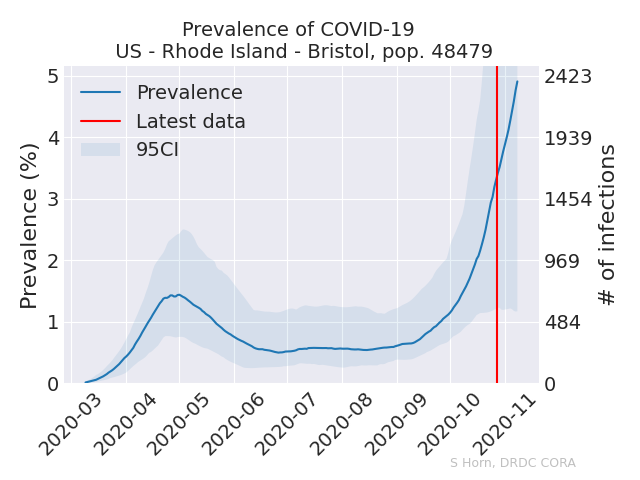 Prevalence of COVID-19
US - Rhode Island - Bristol, pop. 48479
Prevalence
Latest data
95CI
Prevalence (%)
5
4
3
2
1
0
2423
1939
1454
969
484
0
# of infections
2020-03
2020-04
2020-05
2020-06
2020-07
2020-08
2020-09
2020-10
2020-11
S Horn, DRDC CORA